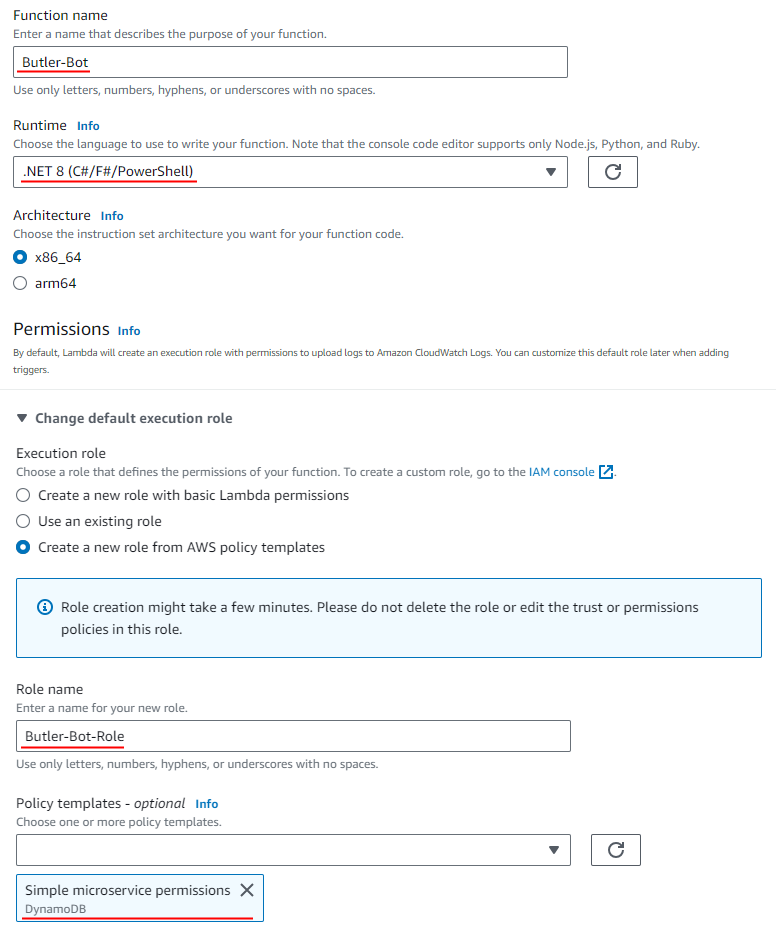 Function name
Enter a name that describes the purpose of your function.
Butler-Bot
Use only letters, numbers, hyphens, or underscores with no spaces.
Runtime Info
Choose the language to use to write your function. Note that the console code editor supports only Node.js, Python, and Ruby.
.NET 8 (C#/F#/PowerShell)
Architecture Info
Choose the instruction set architecture you want for your function code.
x86_64
arm64
Permissions Info
By default, Lambda will create an execution role with permissions to upload logs to Amazon CloudWatch Logs. You can customize this default role later when adding
triggers.
Change default execution role
Execution role
Choose a role that defines the permissions of your function. To create a custom role, go to the IAM console.
Create a new role with basic Lambda permissions
Use an existing role
Create a new role from AWS policy templates
Role creation might take a few minutes. Please do not delete the role or edit the trust or permissions
policies in this role.
Role name
Enter a name for your new role.
Butler-Bot-Role
Use only letters, numbers, hyphens, or underscores with no spaces.
Policy templates - optional Info
Choose one or more policy templates.
Simple microservice permissions
DynamoDB